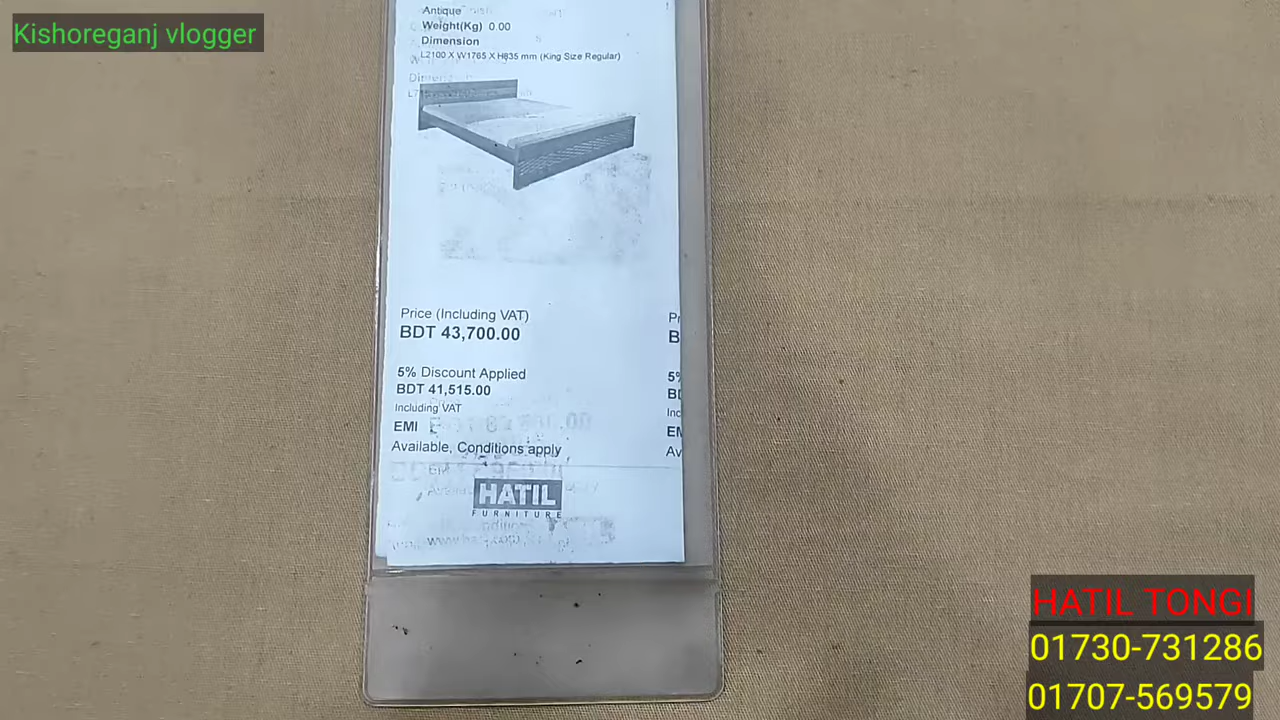 Kishoreganj vlogger
Antique
Weight(Kg) 0.00
Dimension
L2100 X W1765 X H835 mm (King Size Regular)
Price (Including VAT)
BDT 43,700.00
5% Discount Applied
BDT 41,515.00
Including VAT
EMI
Available, Conditions apply
HATIL
FURNITURE
HATIL TONGI
01730-731286
01707-569579